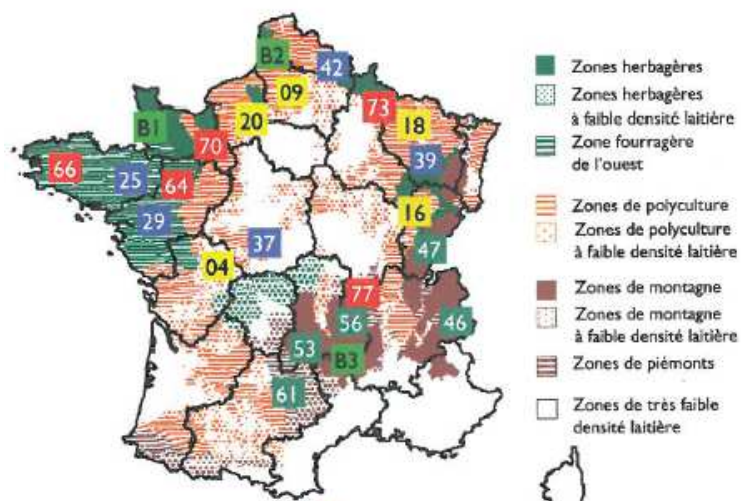 B2
42
09
73
18
B1
20
70
39
66
25
64
16
29
37
47
04
77
56
46
53
B3
61
Zones herbagères
Zones herbagères
à faible densité laitière
Zone fourragère
de l'ouest
Zones de polyculture
Zones de polyculture
à faible densité laitière
Zones de montagne
Zones de montagne
à faible densité laitière
Zones de piémonts
Zones de très faible
densité laitière